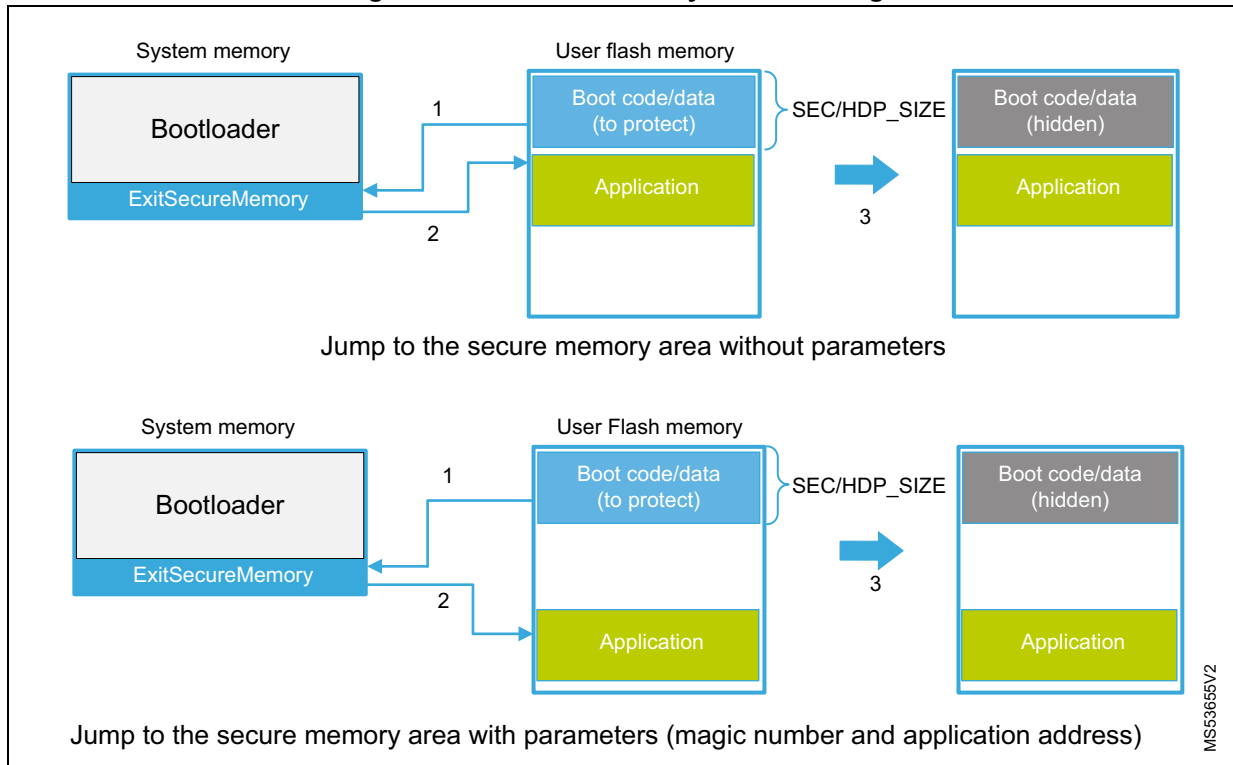 System memory
User flash memory
Bootloader
ExitSecureMemory
1
2
Boot code/data
(to protect)
Application
SEC/HDP_SIZE
3
Boot code/data
(hidden)
Application
Jump to the secure memory area without parameters
System memory
User Flash memory
Bootloader
ExitSecureMemory
1
2
Boot code/data
(to protect)
Application
SEC/HDP_SIZE
3
Boot code/data
(hidden)
Application
Jump to the secure memory area with parameters (magic number and application address)
MS53655V2